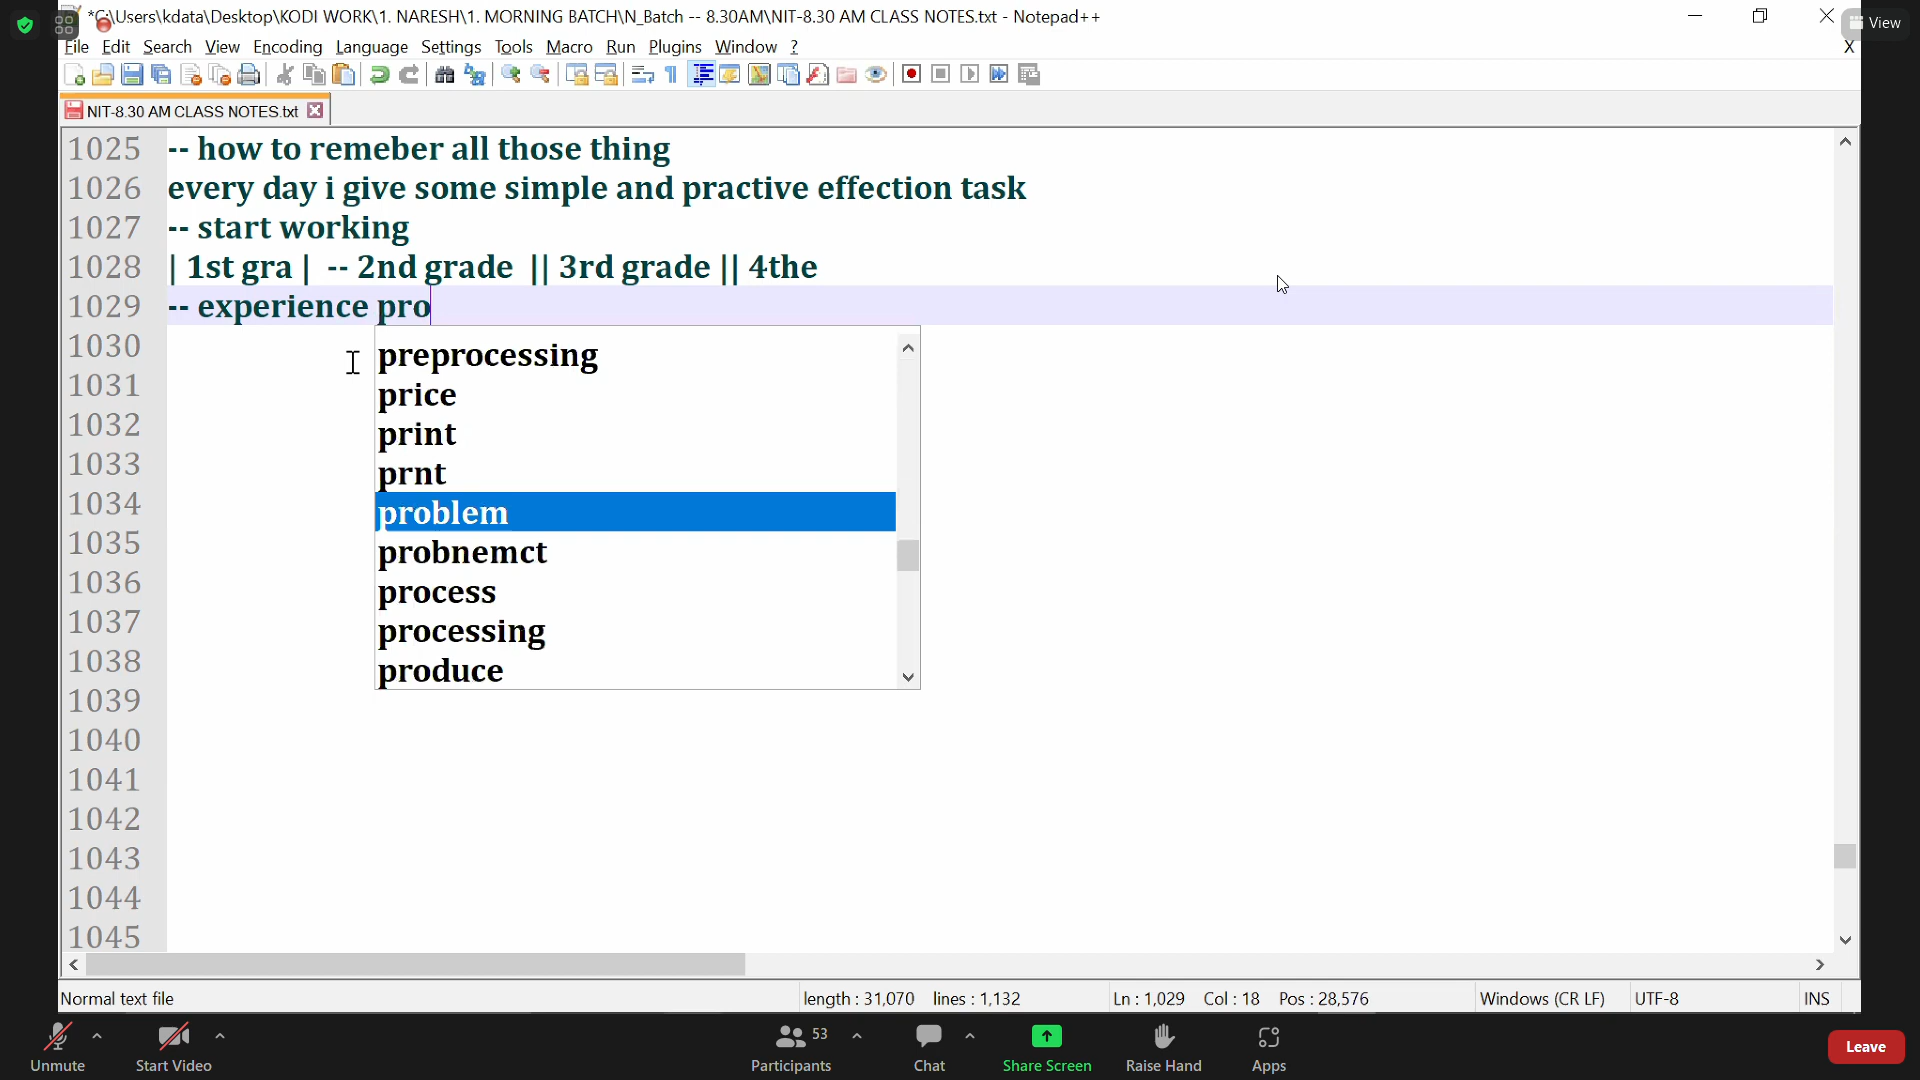 *C:\Users\kdata\Desktop\KODI WORK\1. NARESH\1. MORNING BATCH\N_Batch -- 8.30AM\NIT-8.30 AM CLASS NOTES.txt - Notepad++
View
File Edit Search View Encoding Language Settings Tools Macro Run Plugins Window ?
X
NIT-8.30 AM CLASS NOTES.txt
1025 -- how to remeber all those thing
1026 every day i give some simple and practive effection task
1027 -- start working
1028 | 1st gra | -- 2nd grade || 3rd grade || 4the
1029 -- experience pro
1030
preprocessing
1031
price
1032
print
1033
prnt
1034
problem
1035
probnemct
1036
process
1037
processing
1038
produce
1039
1040
1041
1042
1043
1044
1045
Normal text file length : 31,070 lines : 1,132 Ln : 1,029 Col : 18 Pos : 28,576 Windows (CR LF) UTF-8 INS
53
Unmute Start Video Participants Chat Share Screen Raise Hand Apps Leave